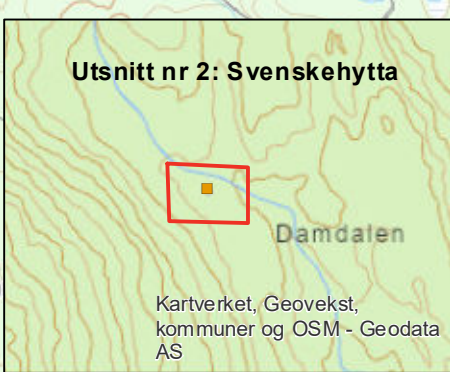 Utsnitt nr 2: Svenskehytta
Damdalen
Kartverket, Geovekst,
kommuner og OSM - Geodata
AS